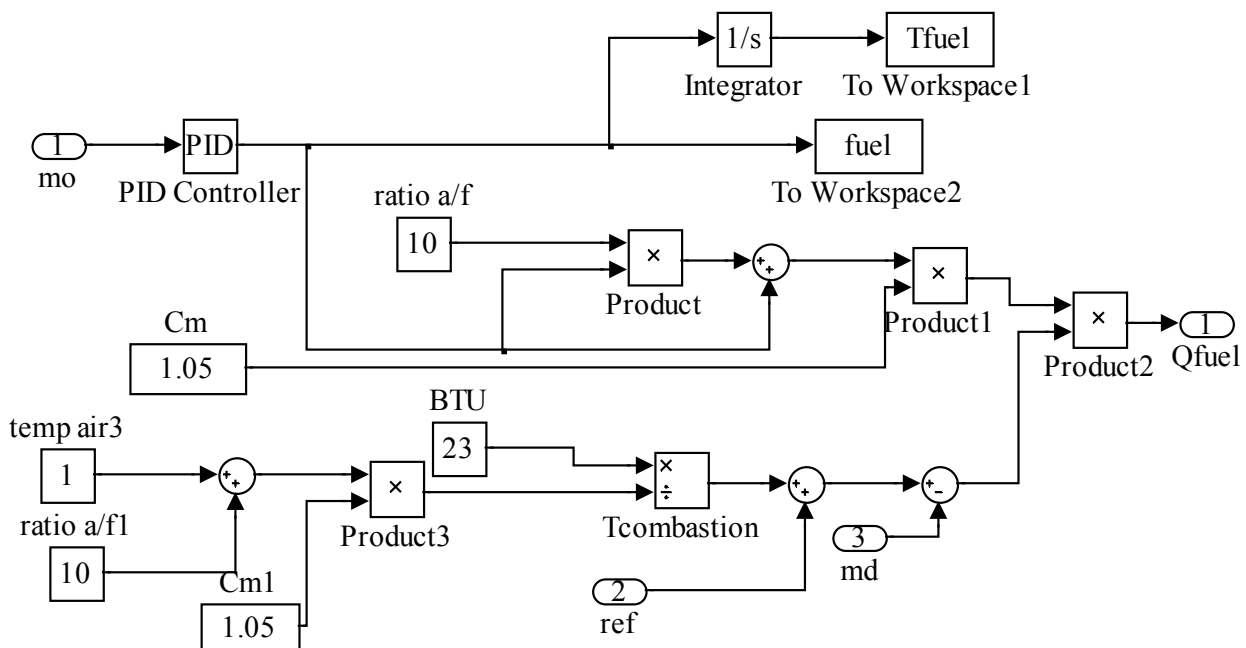 1/s
Tfuel
Integrator
To Workspace1
1
mo
PID
PID Controller
fuel
To Workspace2
ratio a/f
10
×
Product
+
+
×
Product1
×
Product2
1
Qfuel
Cm
1.05
BTU
23
temp air3
1
+
+
×
Product3
×
÷
Tcombastion
+
+
+
-
ratio a/f1
10
Cm1
1.05
2
ref
3
md